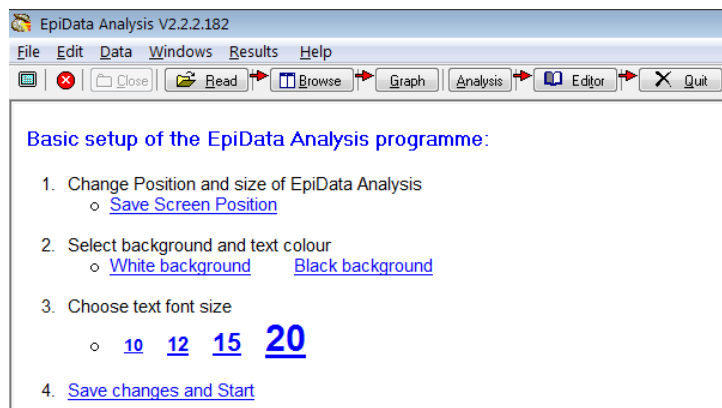 EpiData Analysis V2.2.2.182
File Edit Data Windows Results Help
Close Read Browse Graph Analysis Editor Quit
Basic setup of the EpiData Analysis programme:
1. Change Position and size of EpiData Analysis
o Save Screen Position
2. Select background and text colour
o White background Black background
3. Choose text font size
o 10 12 15 20
4. Save changes and Start